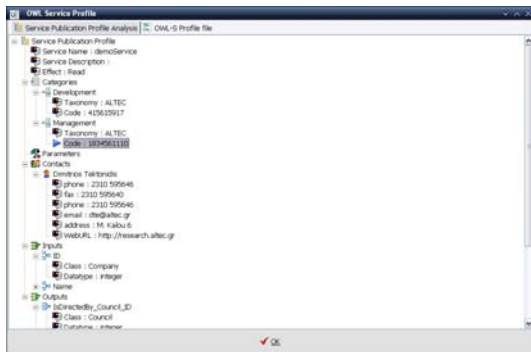 OWL Service Profile
Service Publication Profile Analysis OWL-S Profile file
Service Publication Profile
Service Name : demoService
Service Description :
Effect : Read
Categories
Development
Taxonomy : ALTEC
Code : 415615917
Management
Taxonomy : ALTEC
Code : 1834561110
Parameters
Contacts
Dimitrios Tektonidis
phone : 2310 595646
fax : 2310 595640
phone : 2310 595646
email : dte@altec.gr
address : M. Kalou 6
WebURL : http://research.altec.gr
Inputs
ID
Class : Company
Datatype : integer
Name
Outputs
IsDirectedBy_Council_ID
Class : Council
Datatype : integer
OK